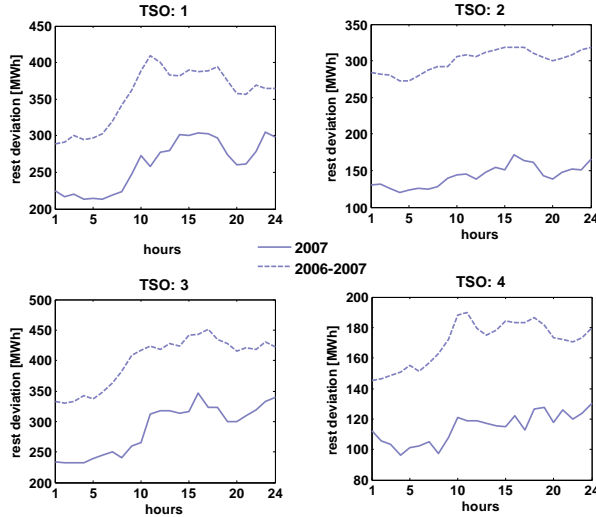 TSO: 1
rest deviation [MWh]
450
400
350
300
250
200
1 5 10 15 20 24
hours
TSO: 2
rest deviation [MWh]
350
300
250
200
150
100
1 5 10 15 20 24
hours
2007
2006-2007
TSO: 3
rest deviation [MWh]
500
450
400
350
300
250
200
1 5 10 15 20 24
hours
TSO: 4
rest deviation [MWh]
200
180
160
140
120
100
80
1 5 10 15 20 24
hours